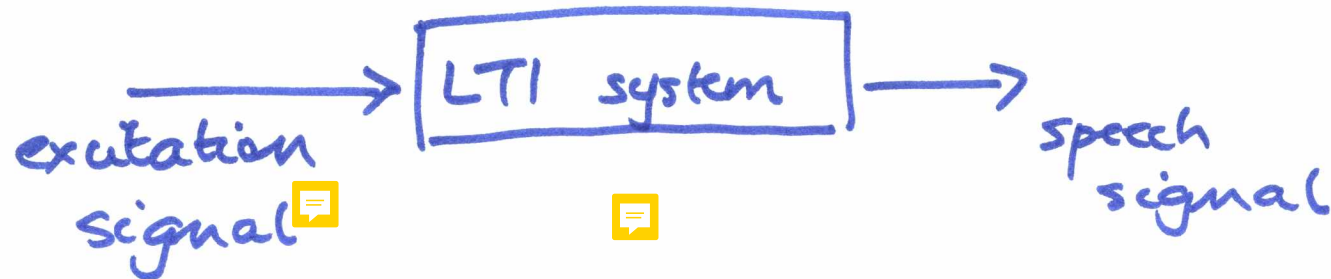 excitation
signal
LTI system
speech
signal